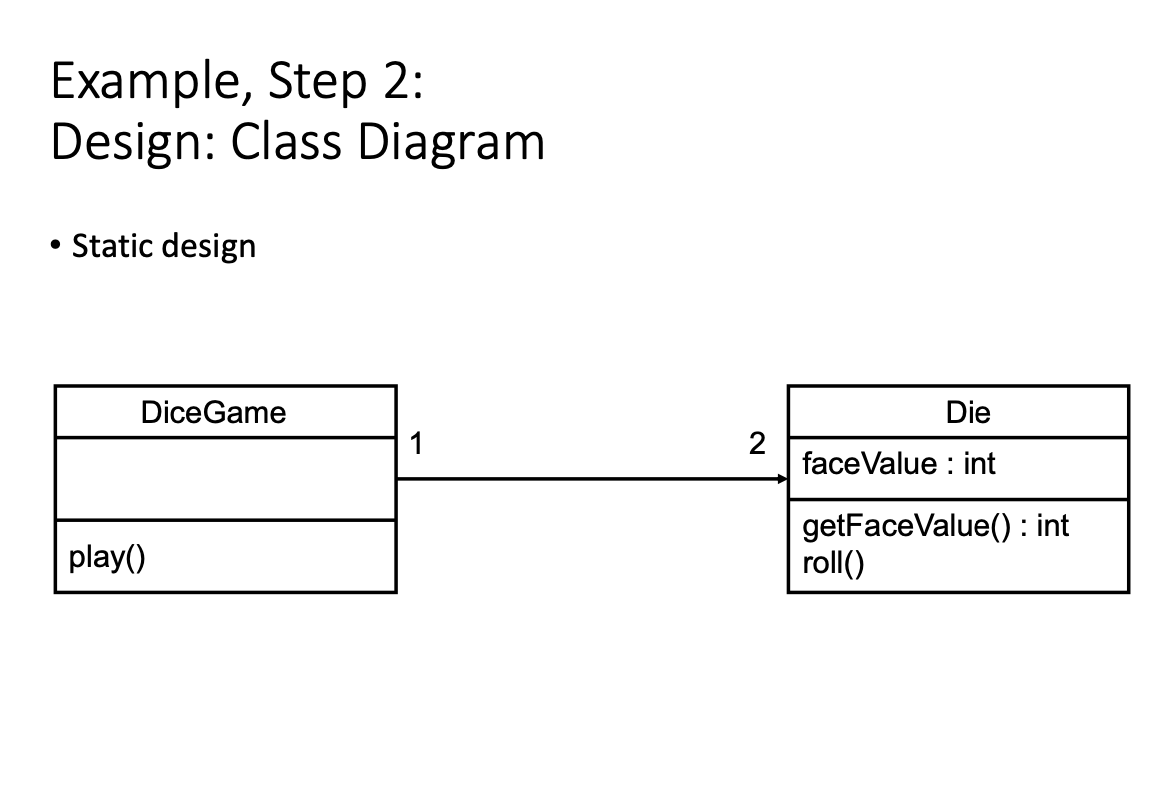 Example, Step 2:
Design: Class Diagram
• Static design
DiceGame
play()
1
2
Die
faceValue : int
getFaceValue() : int
roll()